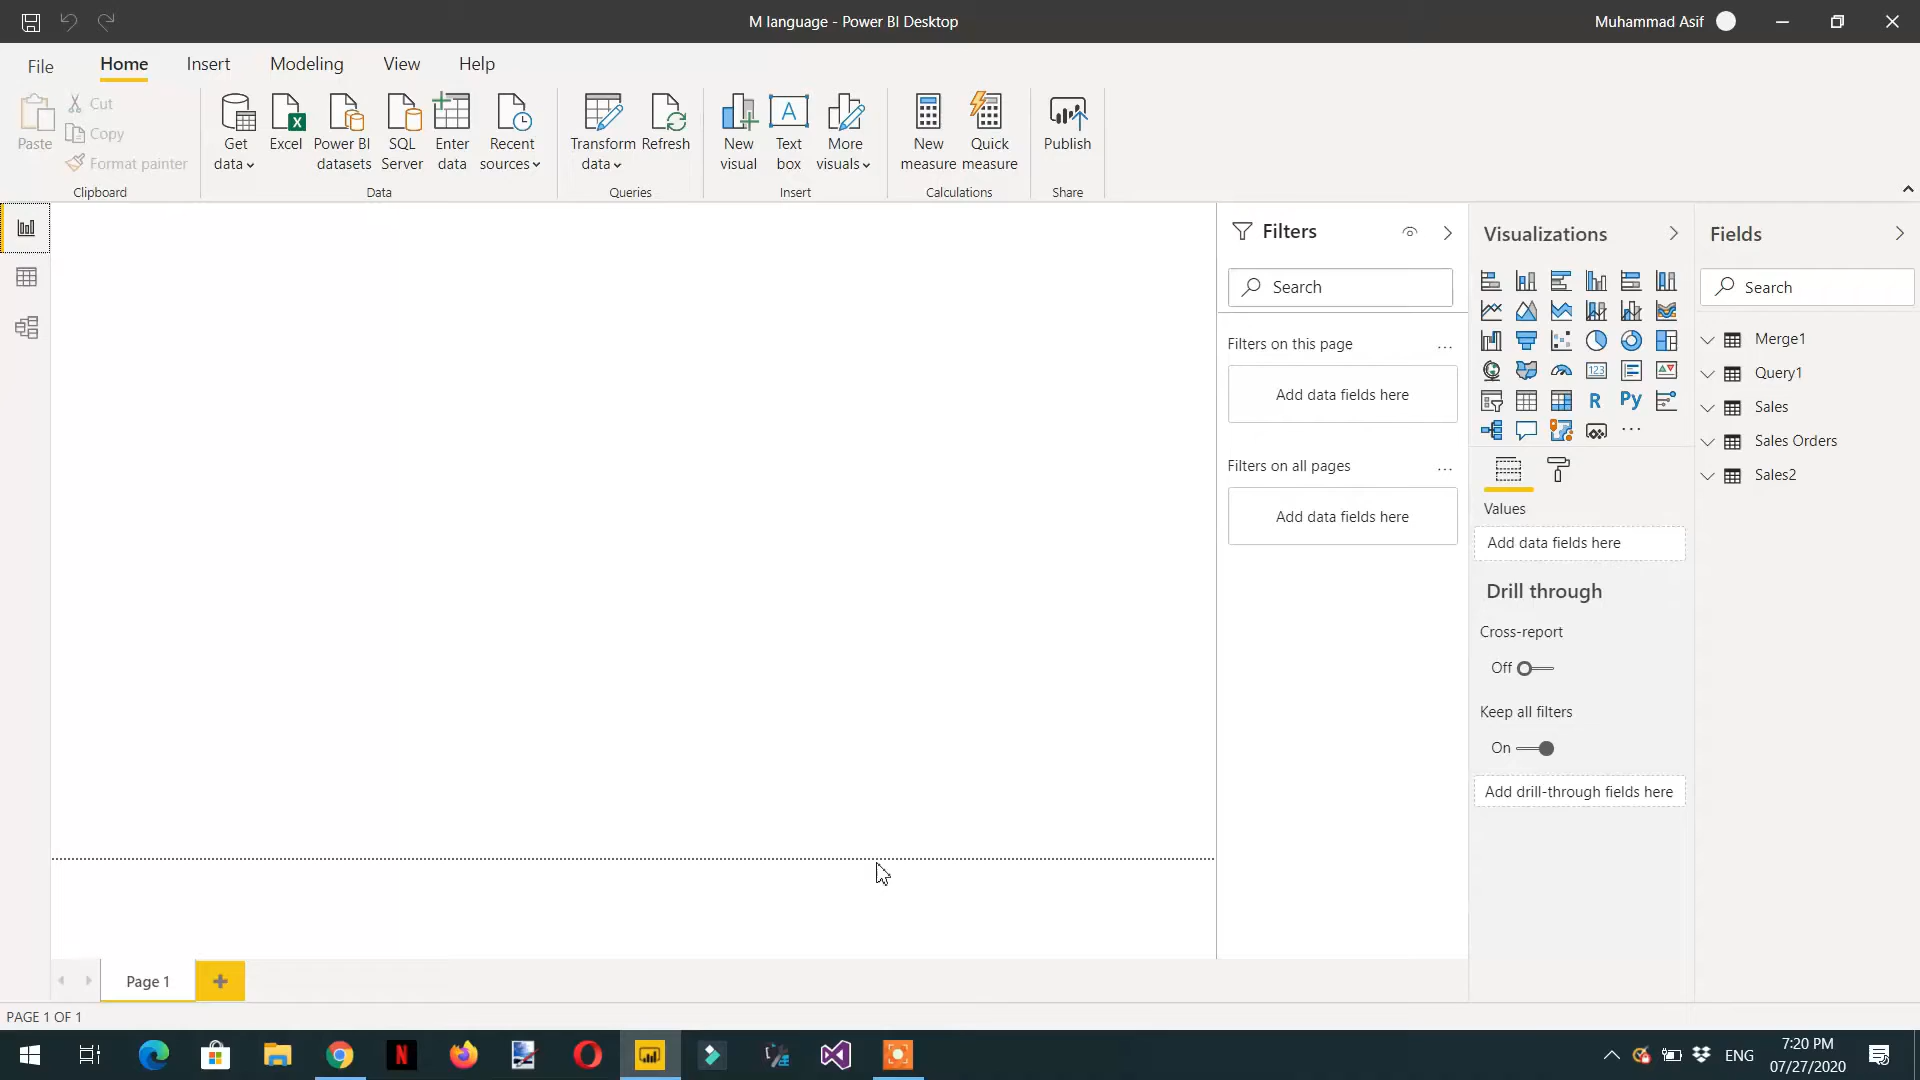 M language - Power BI Desktop
Muhammad Asif
File
Home
Insert
Modeling
View
Help
Paste
Cut
Copy
Format painter
Clipboard
Get
data
Excel
Power BI
datasets
SQL
Server
Enter
data
Recent
sources
Data
Transform
data
Refresh
Queries
New
visual
Text
box
More
visuals
Insert
New
measure
Quick
measure
Calculations
Publish
Share
Filters
Search
Filters on this page
...
Add data fields here
Filters on all pages
...
Add data fields here
Visualizations
123
R
Py
...
Values
Add data fields here
Drill through
Cross-report
Off
Keep all filters
On
Add drill-through fields here
Fields
Search
Merge1
Query1
Sales
Sales Orders
Sales2
Page 1
PAGE 1 OF 1
ENG
7:20 PM
07/27/2020